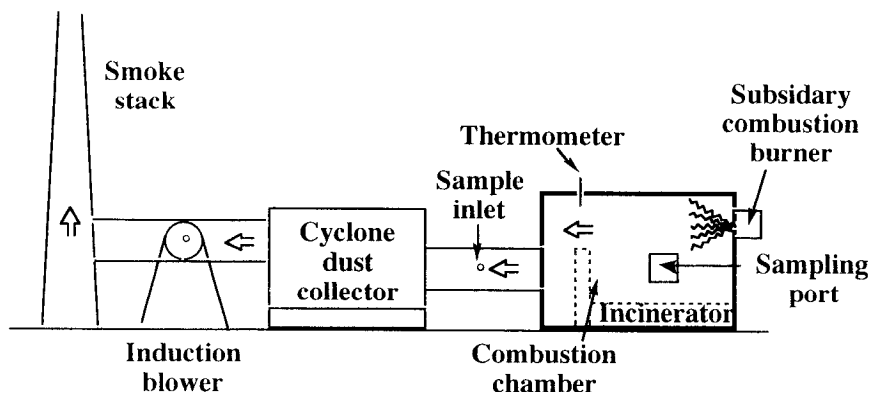 Smoke
stack
Subsidary
combustion
burner
Thermometer
Sample
inlet
Cyclone
dust
collector
Sampling
port
Incinerator
Induction
blower
Combustion
chamber